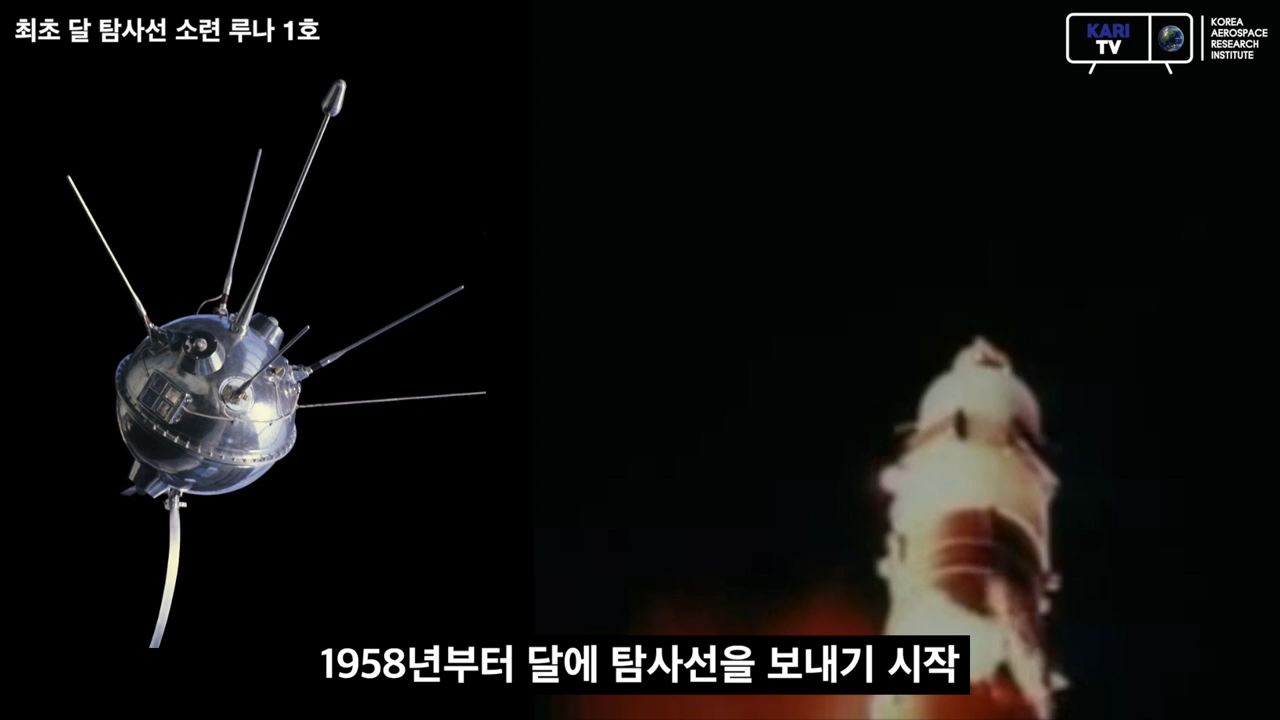 최초 달 탐사선 소련 루나 1호
KARI
TV
KOREA
AEROSPACE
RESEARCH
INSTITUTE
1958년부터 달에 탐사선을 보내기 시작